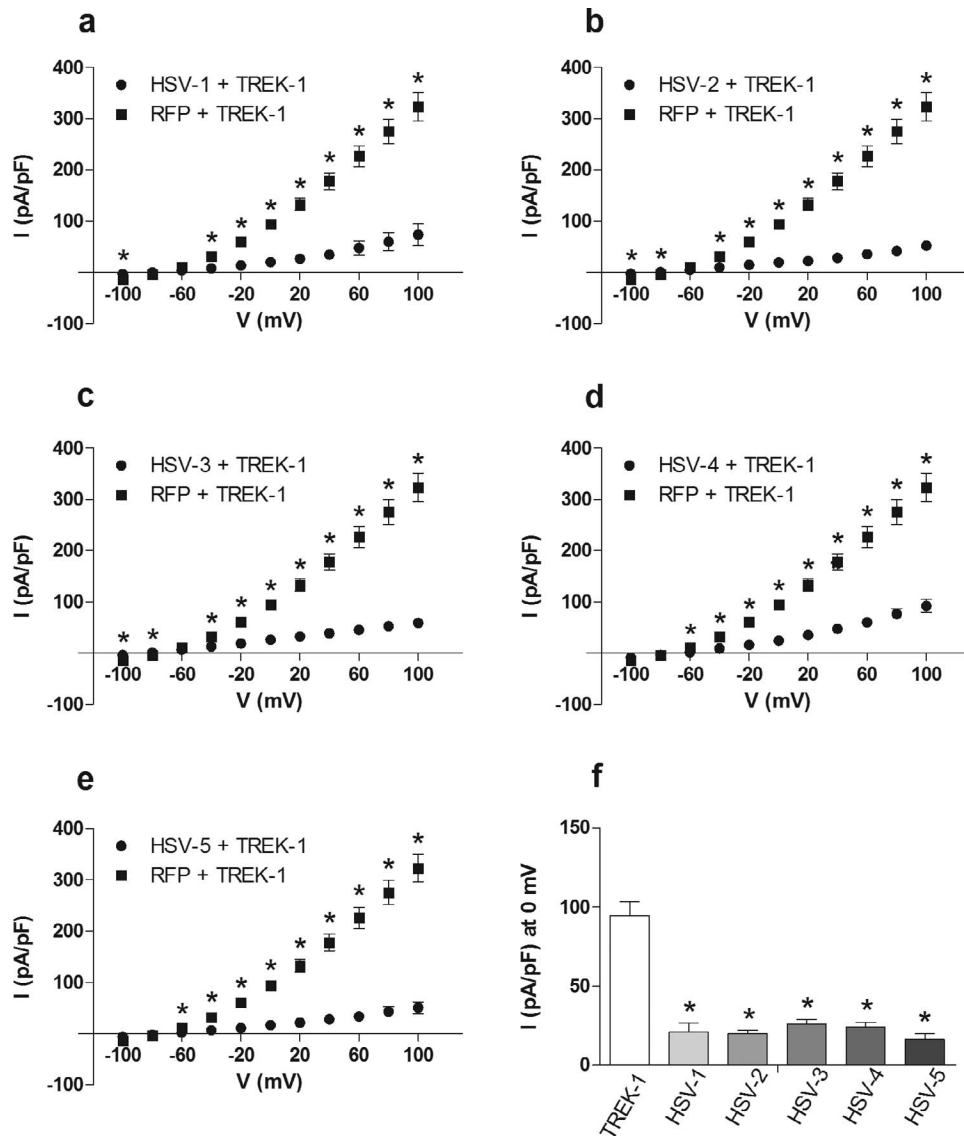 a
* * * * * * * * *
400
300
200
100
-100
I (pA/pF)
HSV-1 + TREK-1
RFP + TREK-1
-100 -60 -20 20 60 100
V (mV)
b
* * * * * * * * * *
400
300
200
100
-100
I (pA/pF)
HSV-2 + TREK-1
RFP + TREK-1
-100 -60 -20 20 60 100
V (mV)
c
* * * * * * * * * *
400
300
200
100
-100
I (pA/pF)
HSV-3 + TREK-1
RFP + TREK-1
-100 -60 -20 20 60 100
V (mV)
d
* * * * * * * * *
400
300
200
100
-100
I (pA/pF)
HSV-4 + TREK-1
RFP + TREK-1
-100 -60 -20 20 60 100
V (mV)
e
* * * * * * * * *
400
300
200
100
-100
I (pA/pF)
HSV-5 + TREK-1
RFP + TREK-1
-100 -60 -20 20 60 100
V (mV)
f
150
100
50
0
I (pA/pF) at 0 mV
* * * * *
TREK-1 HSV-1 HSV-2 HSV-3 HSV-4 HSV-5